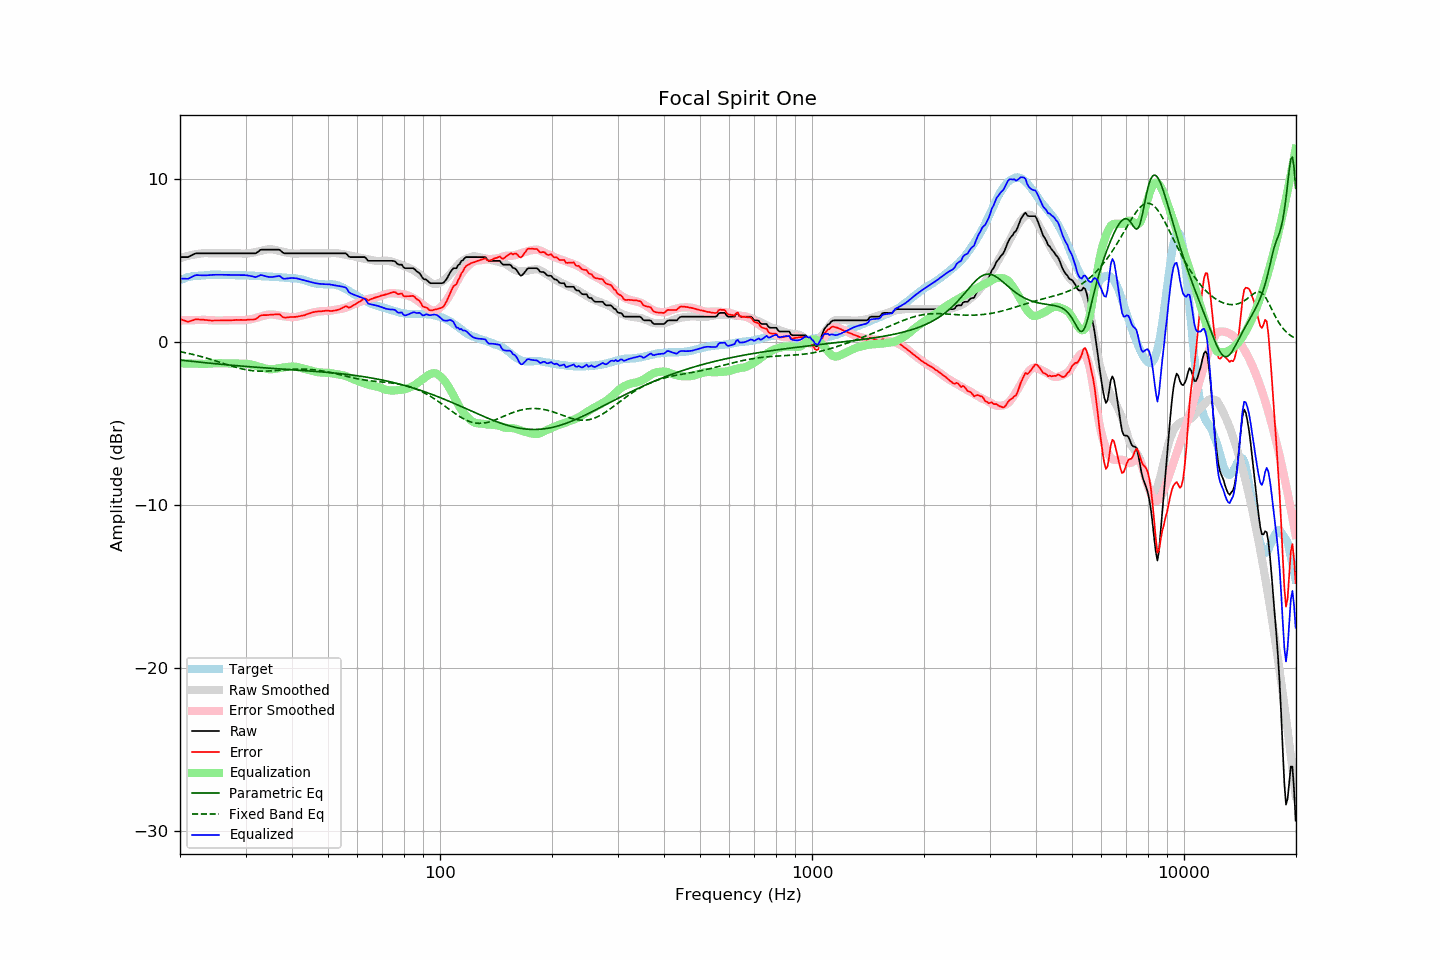 Focal Spirit One
Amplitude (dBr)
10
0
−10
−20
−30
Target
Raw Smoothed
Error Smoothed
Raw
Error
Equalization
Parametric Eq
Fixed Band Eq
Equalized
100
1000
10000
Frequency (Hz)